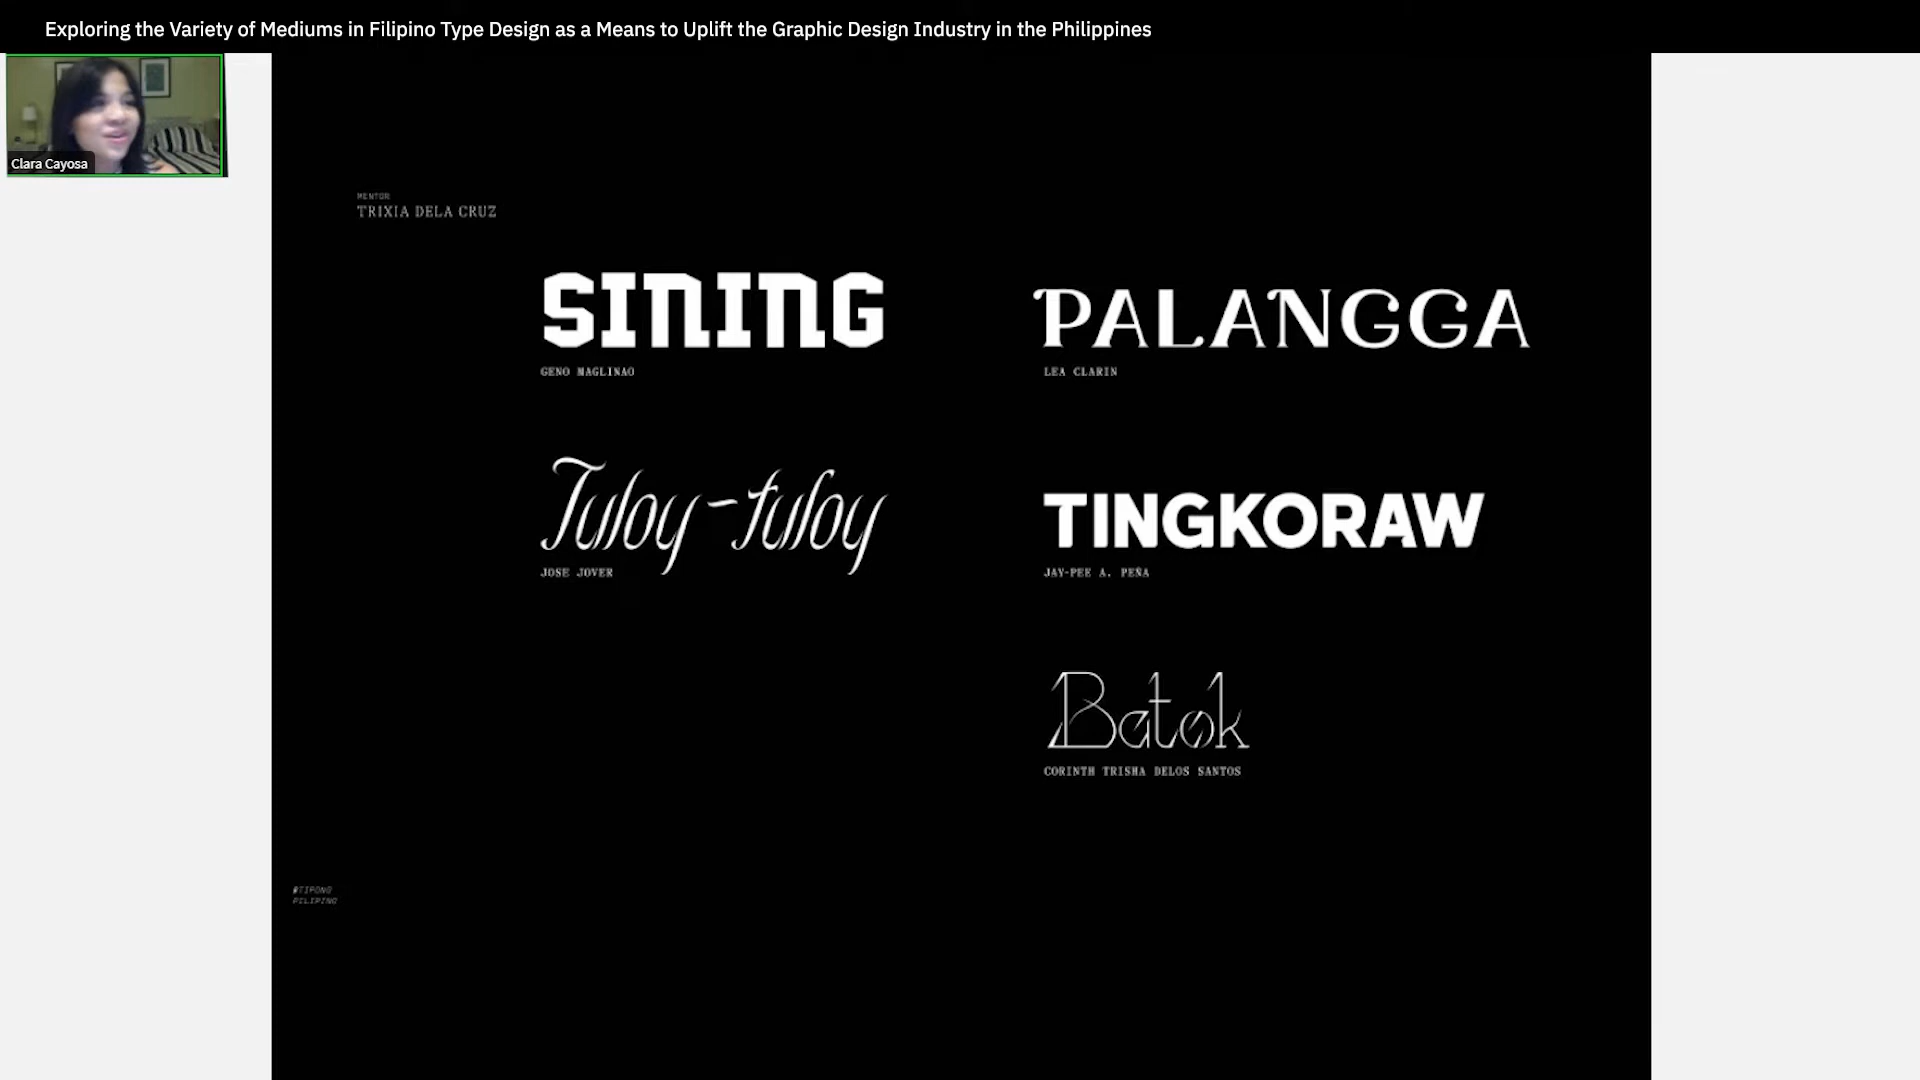 Exploring the Variety of Mediums in Filipino Type Design as a Means to Uplift the Graphic Design Industry in the Philippines
Clara Cayosa
MENTOR
TRIXIA DELA CRUZ
SINING
GENO MAGLINAO
PALANGGA
LEA CLARIN
Tuloy-tuloy
JOSE JOVER
TINGKORAW
JAY-PEE A. PEÑA
Batok
CORINTH TRISHA DELOS SANTOS
#TIPONG
PILIPINO